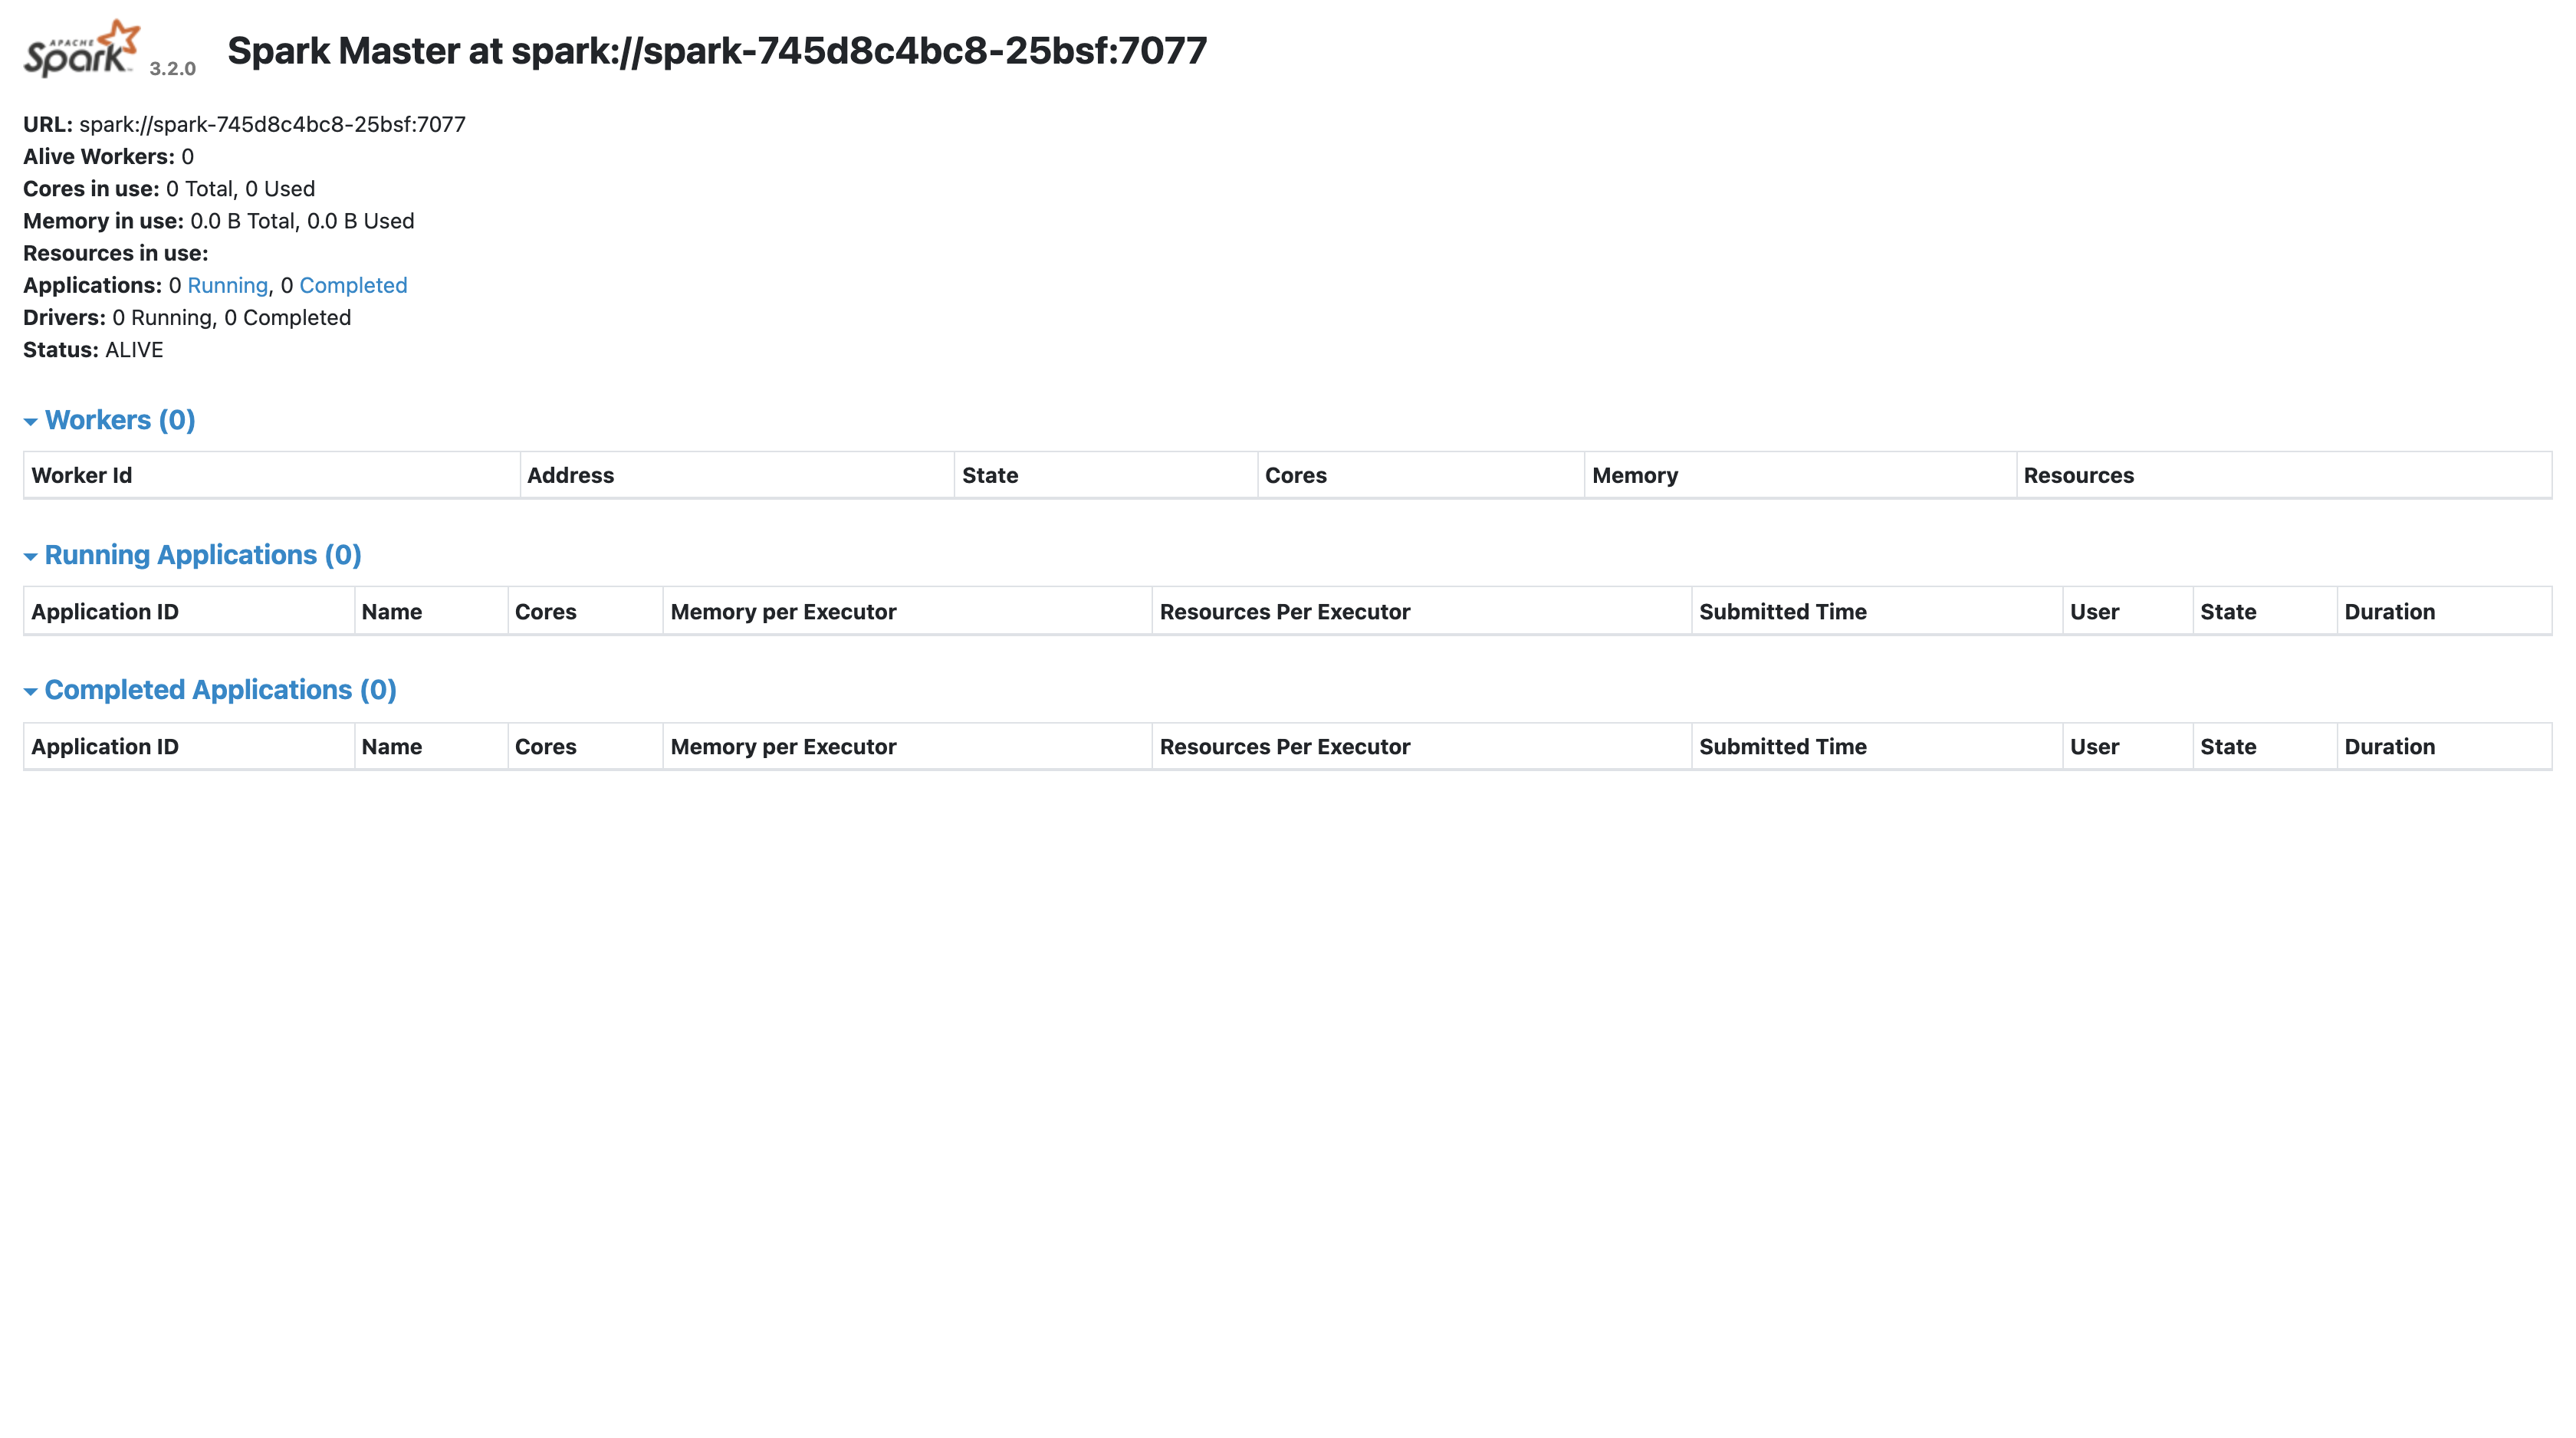 APACHE
Spark 3.2.0 Spark Master at spark://spark-745d8c4bc8-25bsf:7077
URL: spark://spark-745d8c4bc8-25bsf:7077
Alive Workers: 0
Cores in use: 0 Total, 0 Used
Memory in use: 0.0 B Total, 0.0 B Used
Resources in use:
Applications: 0 Running, 0 Completed
Drivers: 0 Running, 0 Completed
Status: ALIVE
Workers (0)
Worker Id Address State Cores Memory Resources
Running Applications (0)
Application ID Name Cores Memory per Executor Resources Per Executor Submitted Time User State Duration
Completed Applications (0)
Application ID Name Cores Memory per Executor Resources Per Executor Submitted Time User State Duration